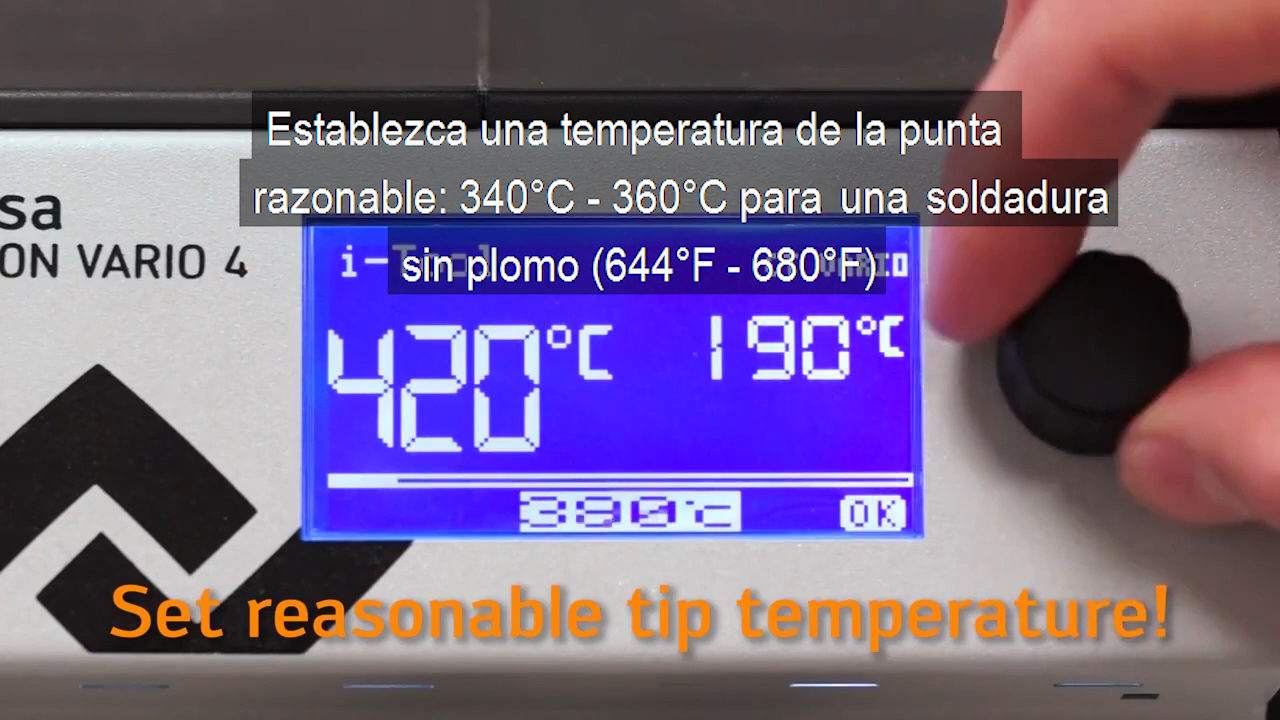 Establezca una temperatura de la punta
razonable: 340°C - 360°C para una soldadura
sin plomo (644°F - 680°F)
sa
ON VARIO 4
420°C
190°C
380°C
OK
Set reasonable tip temperature!